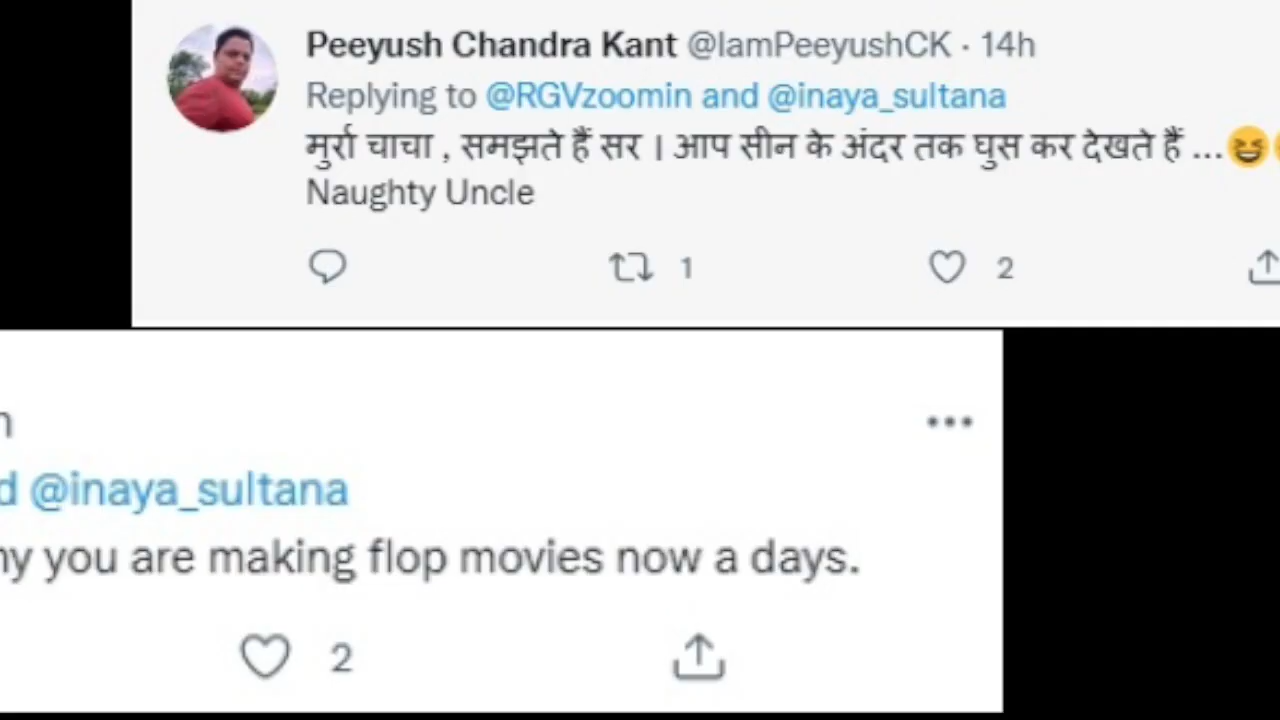 Peeyush Chandra Kant @IamPeeyushCK · 14h
Replying to @RGVzoomin and @inaya_sultana
मुर्रा चाचा , समझते हैं सर । आप सीन के अंदर तक घुस कर देखते हैं ...😆
Naughty Uncle
1 2
@inaya_sultana
you are making flop movies now a days.
2